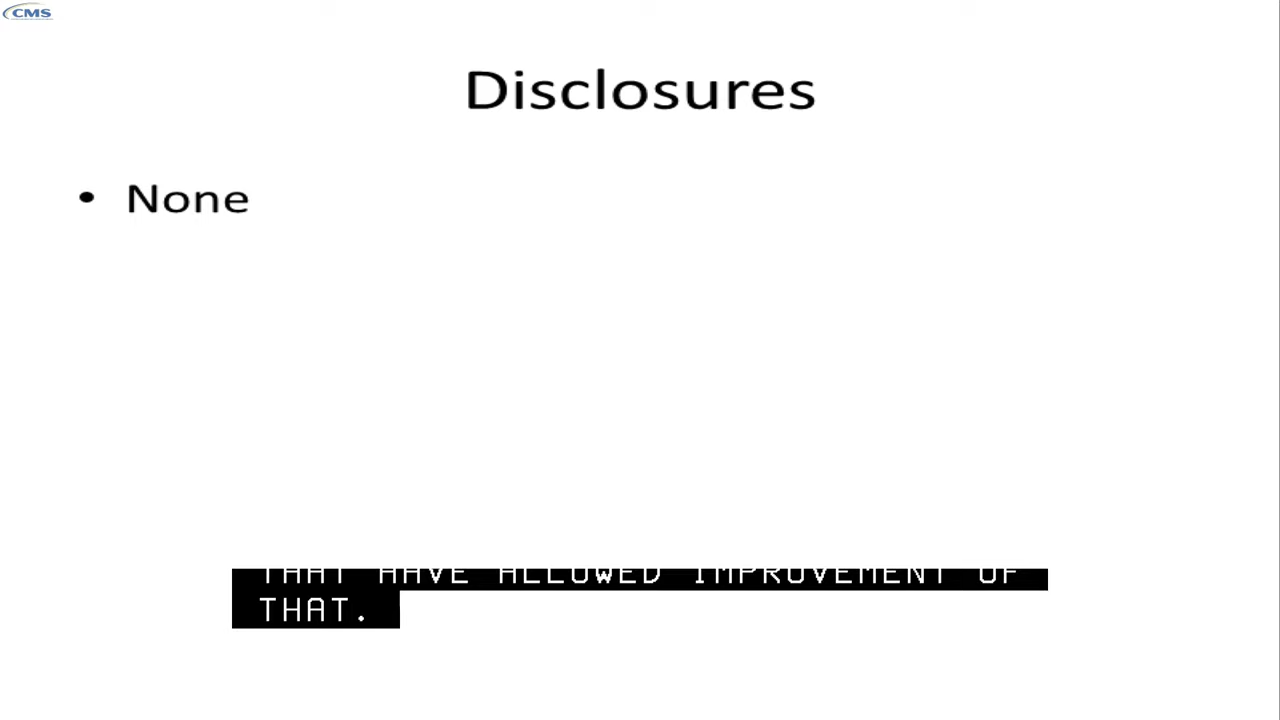 CMS
Disclosures
• None
THAT HAVE ALLOWED IMPROVEMENT OF
THAT.